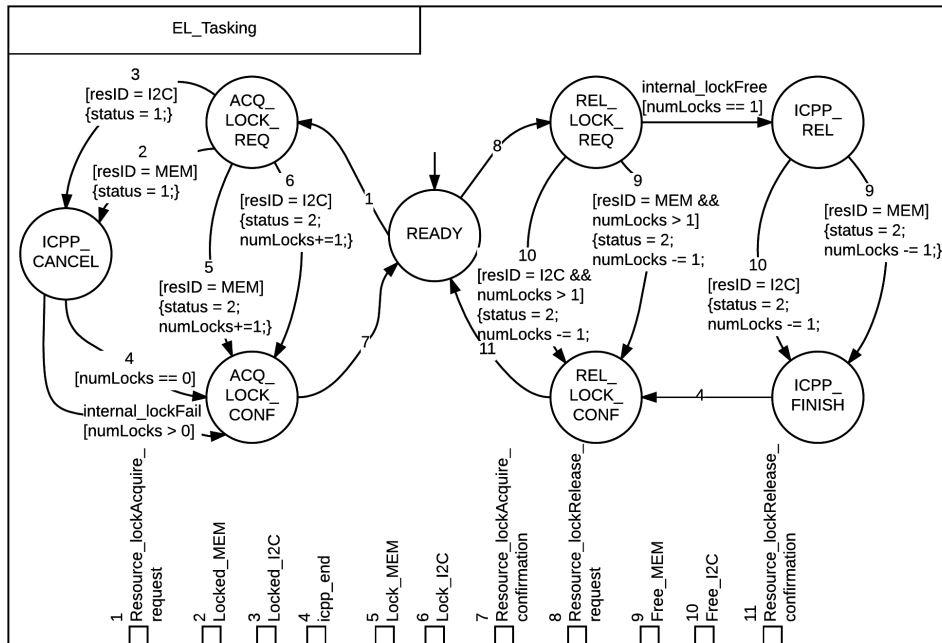 EL_Tasking
3
[resID = I2C]
{status = 1;}
2
[resID = MEM]
{status = 1;}
ACQ_
LOCK_
REQ
6
[resID = I2C]
{status = 2;
numLocks+=1;}
5
[resID = MEM]
{status = 2;
numLocks+=1;}
ICPP_
CANCEL
4
[numLocks == 0]
internal_lockFail
[numLocks > 0]
ACQ_
LOCK_
CONF
1
7
READY
8
11
REL_
LOCK_
REQ
internal_lockFree
[numLocks == 1]
ICPP_
REL
9
[resID = MEM &&
numLocks > 1]
{status = 2;
numLocks -= 1;
10
[resID = I2C &&
numLocks > 1]
{status = 2;
numLocks -= 1;
9
[resID = MEM]
{status = 2;
numLocks -= 1;}
10
[resID = I2C]
{status = 2;
numLocks -= 1;
REL_
LOCK_
CONF
4
ICPP_
FINISH
1
Resource_lockAcquire_
request
2
Locked_MEM
3
Locked_I2C
4
icpp_end
5
Lock_MEM
6
Lock_I2C
7
Resource_lockAcquire_
confirmation
8
Resource_lockRelease_
request
9
Free_MEM
10
Free_I2C
11
Resource_lockRelease_
confirmation